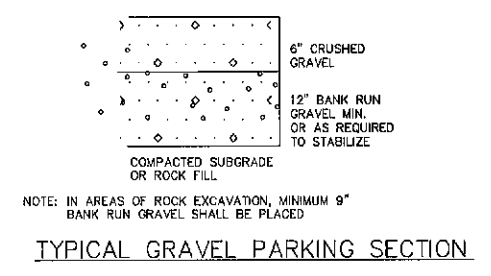 6" CRUSHED
GRAVEL
12" BANK RUN
GRAVEL MIN.
OR AS REQUIRED
TO STABILIZE
COMPACTED SUBGRADE
OR ROCK FILL
NOTE: IN AREAS OF ROCK EXCAVATION, MINIMUM 9"
BANK RUN GRAVEL SHALL BE PLACED
TYPICAL GRAVEL PARKING SECTION